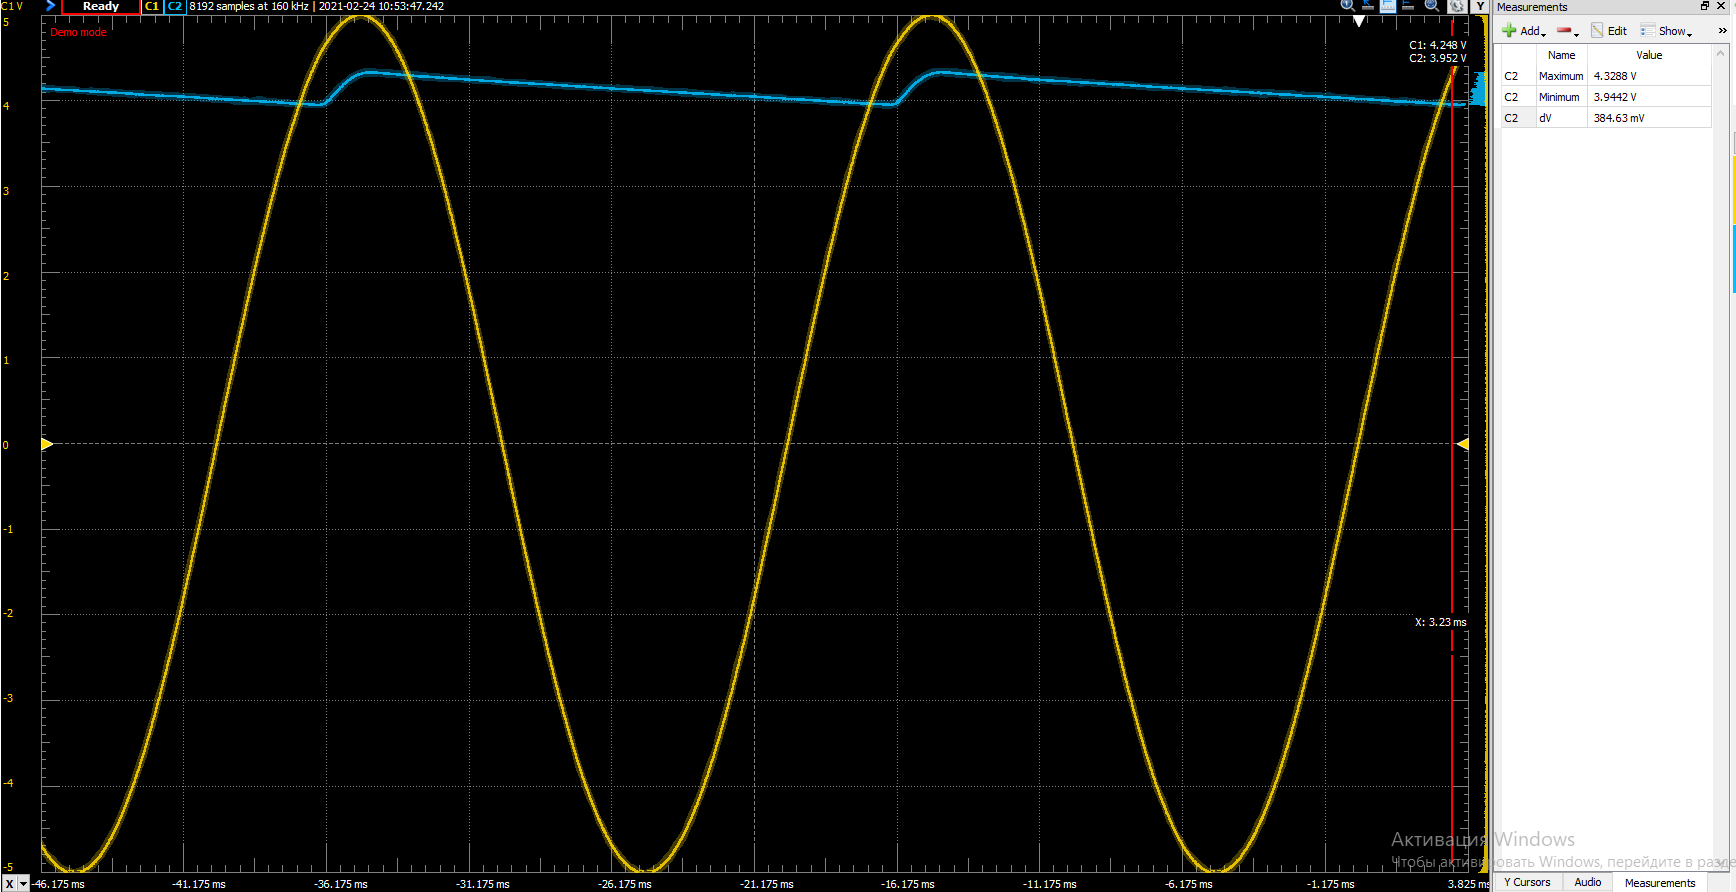 C1 V Ready C1 C2 8192 samples at 160 kHz | 2021-02-24 10:53:47.242 Y
Demo mode
C1: 4.248 V
C2: 3.952 V
5
4
3
2
1
0
-1
-2
-3
-4
-5
X: 3.23 ms
X -46.175 ms -41.175 ms -36.175 ms -31.175 ms -26.175 ms -21.175 ms -16.175 ms -11.175 ms -6.175 ms -1.175 ms 3.825 ms
Measurements
Add Edit Show »
Name Value
C2 Maximum 4.3288 V
C2 Minimum 3.9442 V
C2 dV 384.63 mV
Активация Windows
Чтобы активировать Windows, перейдите в разде
Y Cursors Audio Measurements